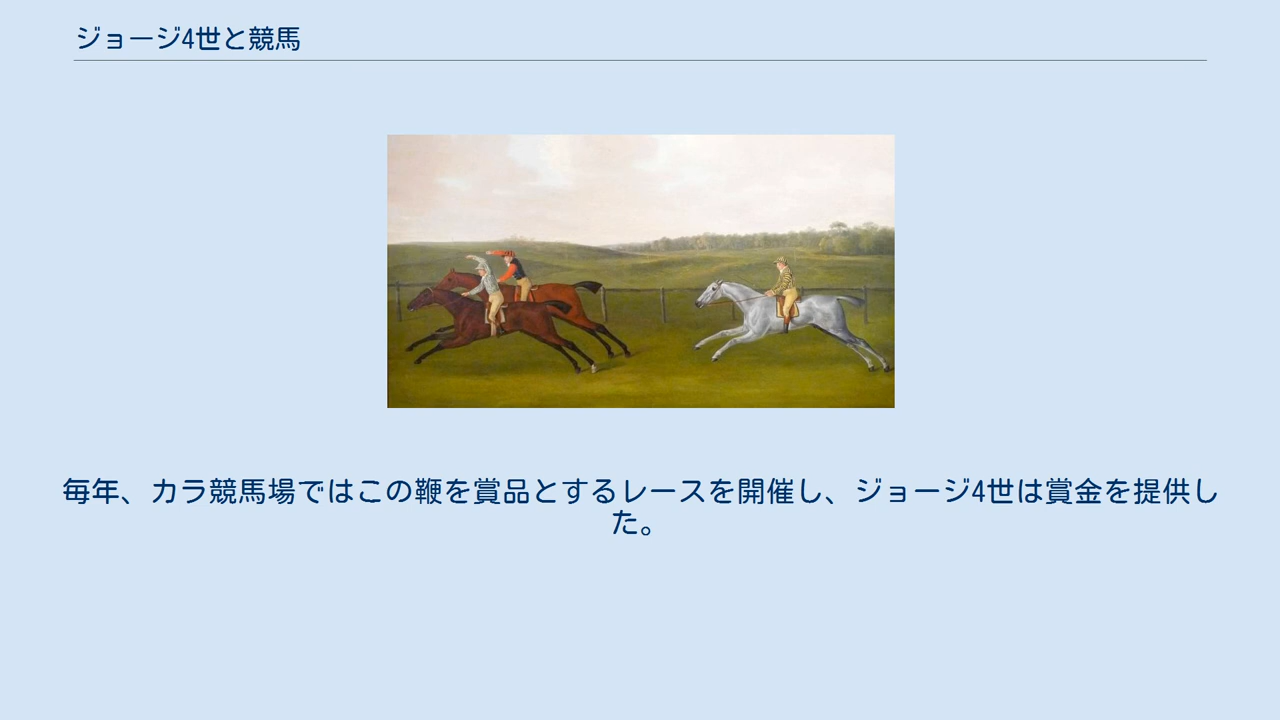 ジョージ4世と競馬
毎年、カラ競馬場ではこの鞭を賞品とするレースを開催し、ジョージ4世は賞金を提供し
た。